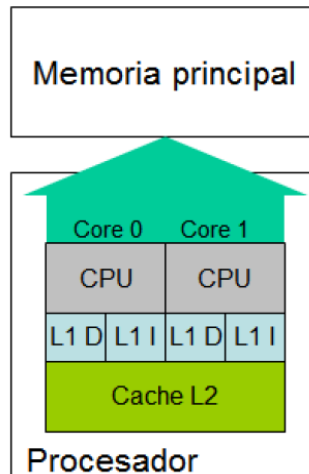 Memoria principal
Core 0 Core 1
CPU CPU
L1 D L1 I L1 D L1 I
Cache L2
Procesador